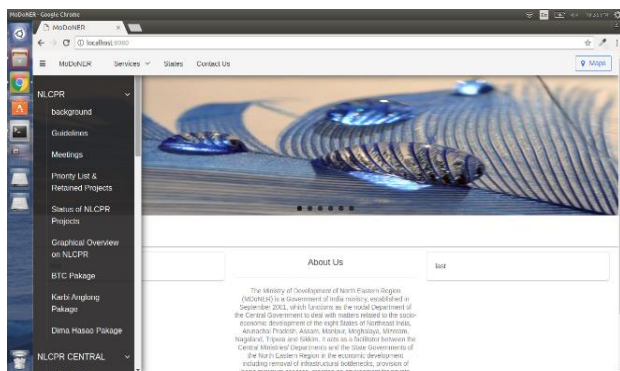 MoDoNER - Google Chrome
MoDoNER
localhost:8080
MoDoNER Services States Contact Us Maps
NLCPR
background
Guidelines
Meetings
Priority List &
Retained Projects
Status of NLCPR
Projects
Graphical Overview
on NLCPR
BTC Pakage
Karbi Anglong
Pakage
Dima Hasao Pakage
NLCPR CENTRAL
About Us
last
The Ministry of Development of North Eastern Region
(MDoNER) is a Government of India ministry, established in
September 2001, which functions as the nodal Department of
the Central Government to deal with matters related to the socio-
economic development of the eight States of Northeast India,
Arunachal Pradesh, Assam, Manipur, Meghalaya, Mizoram,
Nagaland, Tripura and Sikkim. It acts as a facilitator between the
Central Ministries/ Departments and the State Governments of
the North Eastern Region in the economic development
including removal of infrastructural bottlenecks, provision of